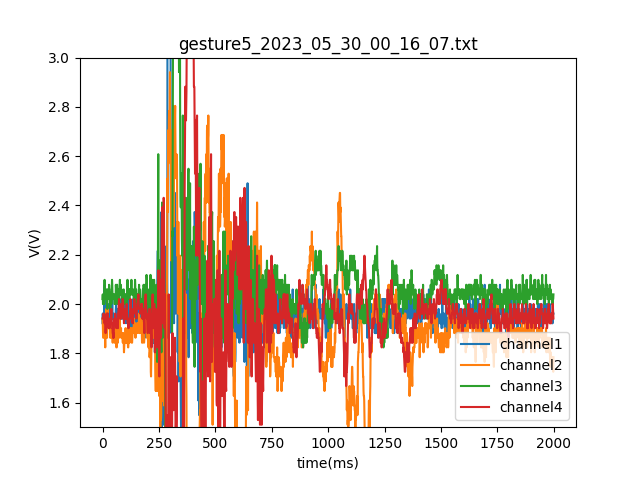 gesture5_2023_05_30_00_16_07.txt
3.0
2.8
2.6
2.4
2.2
2.0
1.8
1.6
V(V)
0 250 500 750 1000 1250 1500 1750 2000
time(ms)
channel1
channel2
channel3
channel4